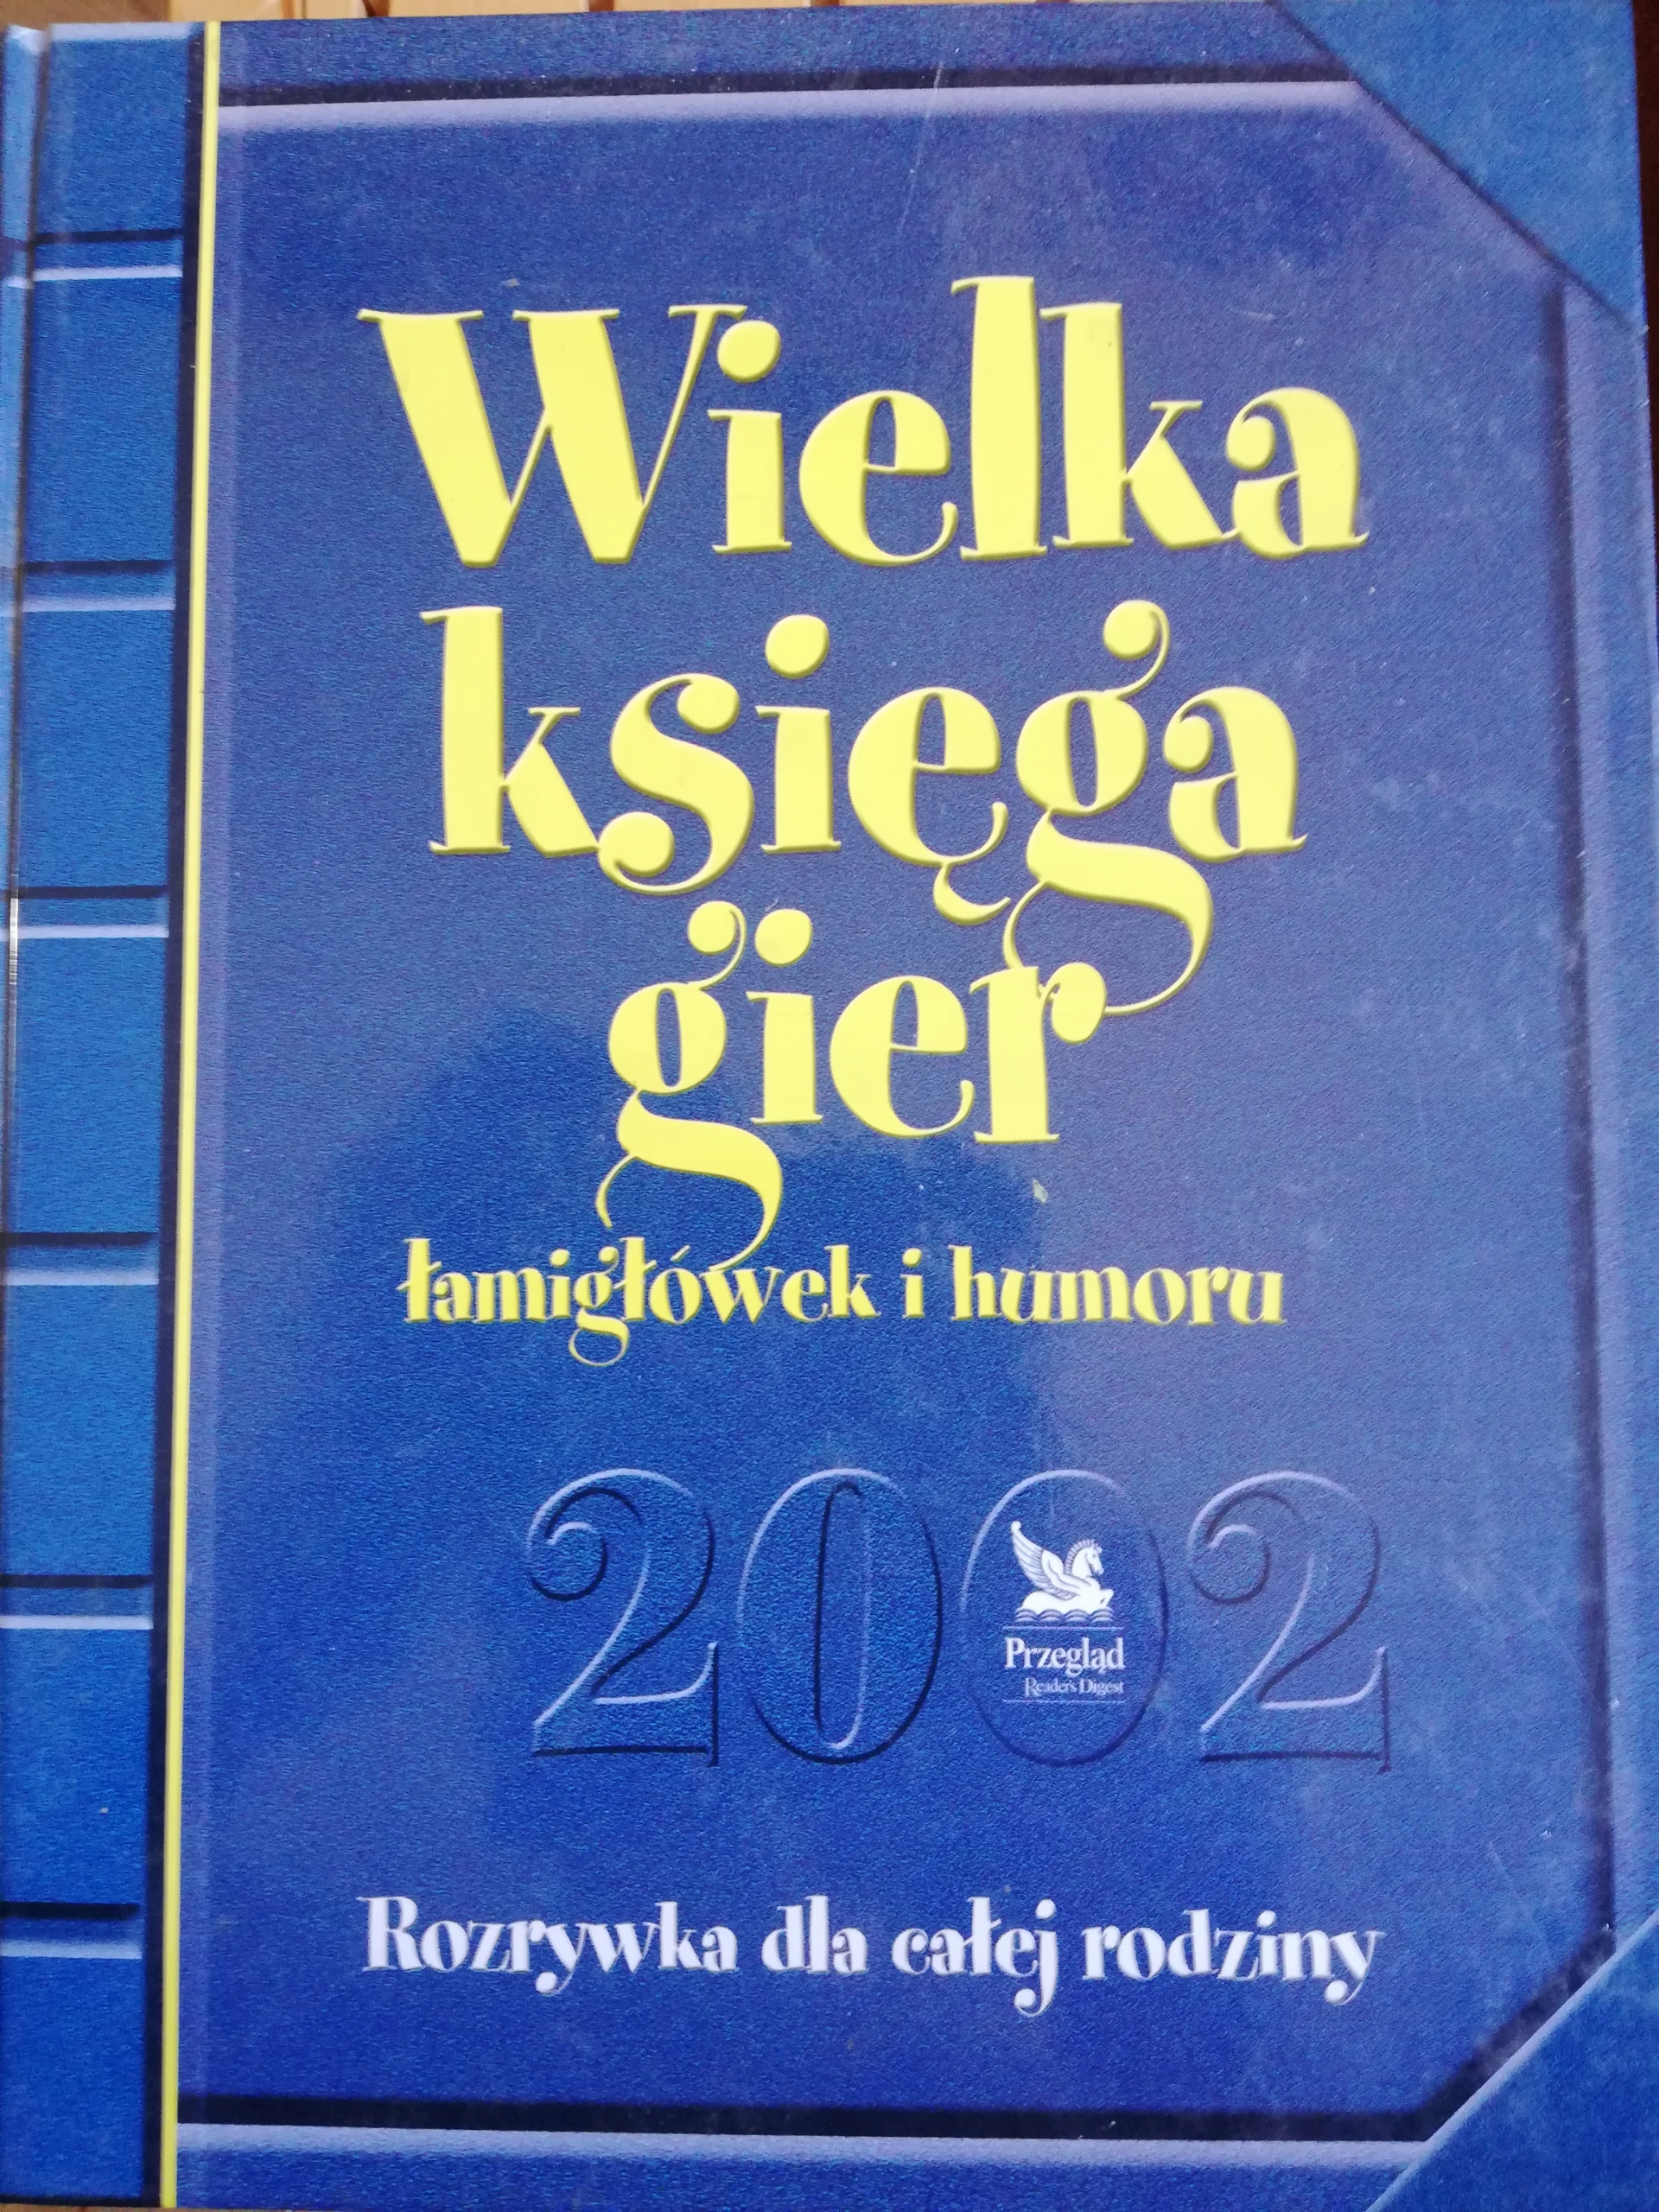 Wielka
księga
gier
łamigłówek i humoru
2002
Przegląd
Reader's Digest
Rozrywka dla całej rodziny